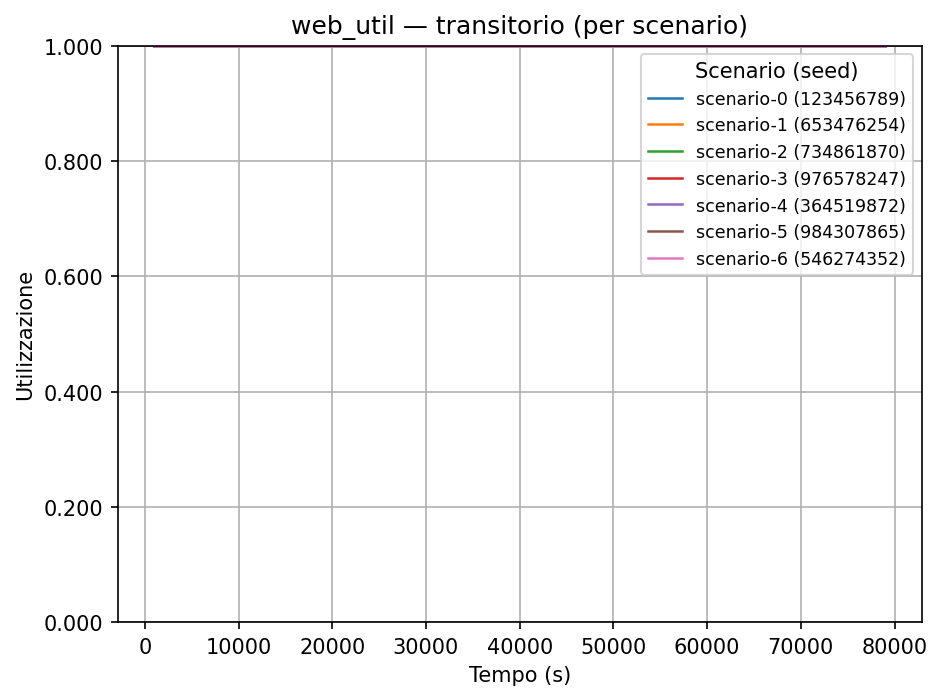 web_util — transitorio (per scenario)
1.000
0.800
0.600
0.400
0.200
0.000
Utilizzazione
Scenario (seed)
scenario-0 (123456789)
scenario-1 (653476254)
scenario-2 (734861870)
scenario-3 (976578247)
scenario-4 (364519872)
scenario-5 (984307865)
scenario-6 (546274352)
0 10000 20000 30000 40000 50000 60000 70000 80000
Tempo (s)